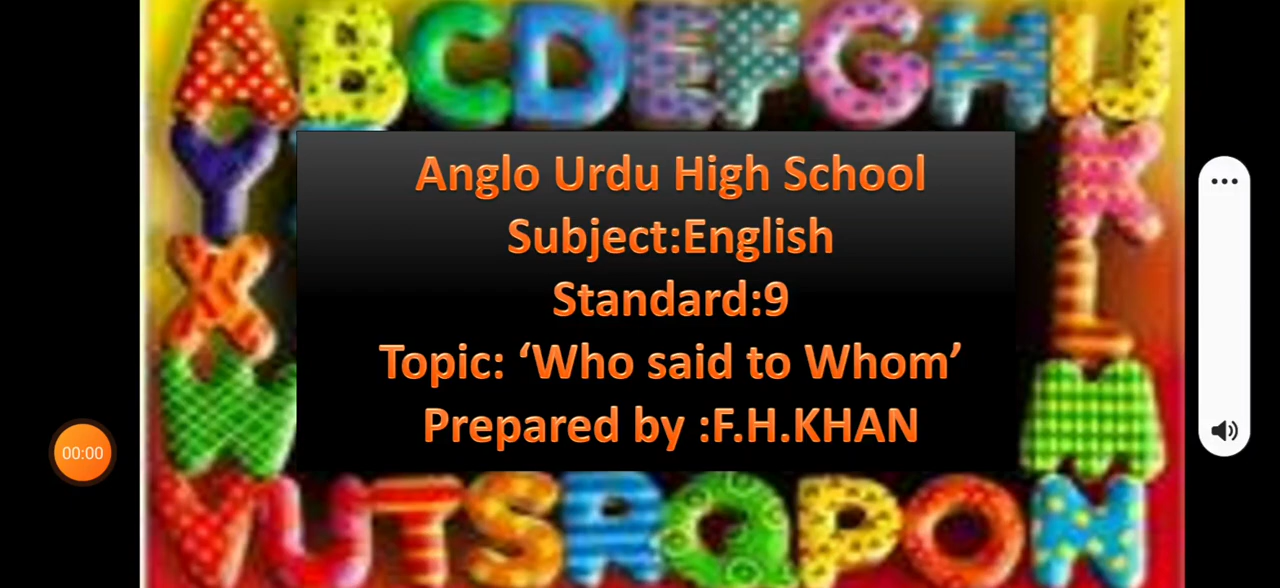 A B C D E F G H I J
Y K
X L
W M
V U T S R Q P O N
Anglo Urdu High School
Subject:English
Standard:9
Topic: ‘Who said to Whom’
Prepared by :F.H.KHAN
00:00